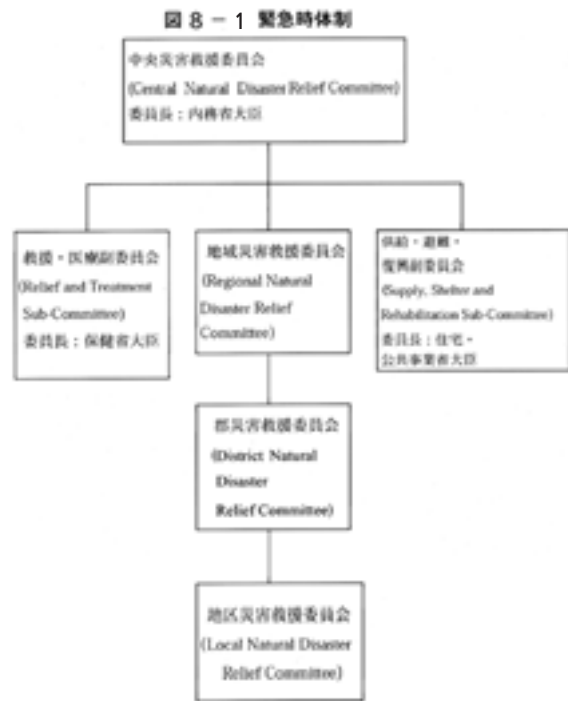 図8－1 緊急時体制
中央災害救援委員会
(Central Natural Disaster Relief Committee)
委員長：内務省大臣
救援・医療副委員会
(Relief and Treatment
Sub-Committee)
委員長：保健省大臣
地域災害救援委員会
(Regional Natural
Disaster Relief
Committee)
供給・避難・
復興副委員会
(Supply, Shelter and
Rehabilitation Sub-Committee)
委員長：住宅・
公共事業省大臣
郡災害救援委員会
(District Natural
Disaster
Relief Committee)
地区災害救援委員会
(Local Natural Disaster
Relief Committee)